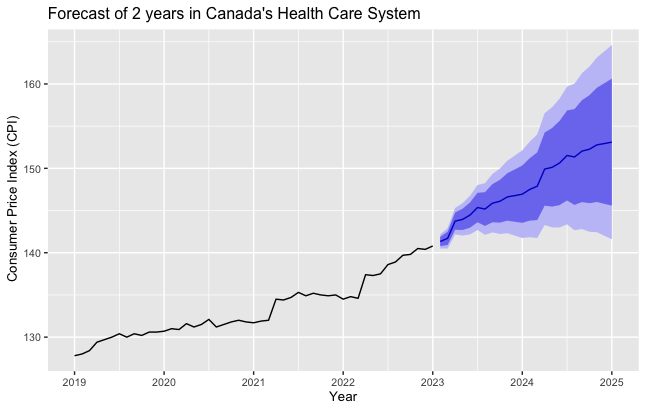 Forecast of 2 years in Canada's Health Care System
Consumer Price Index (CPI)
160
150
140
130
2019 2020 2021 2022 2023 2024 2025
Year